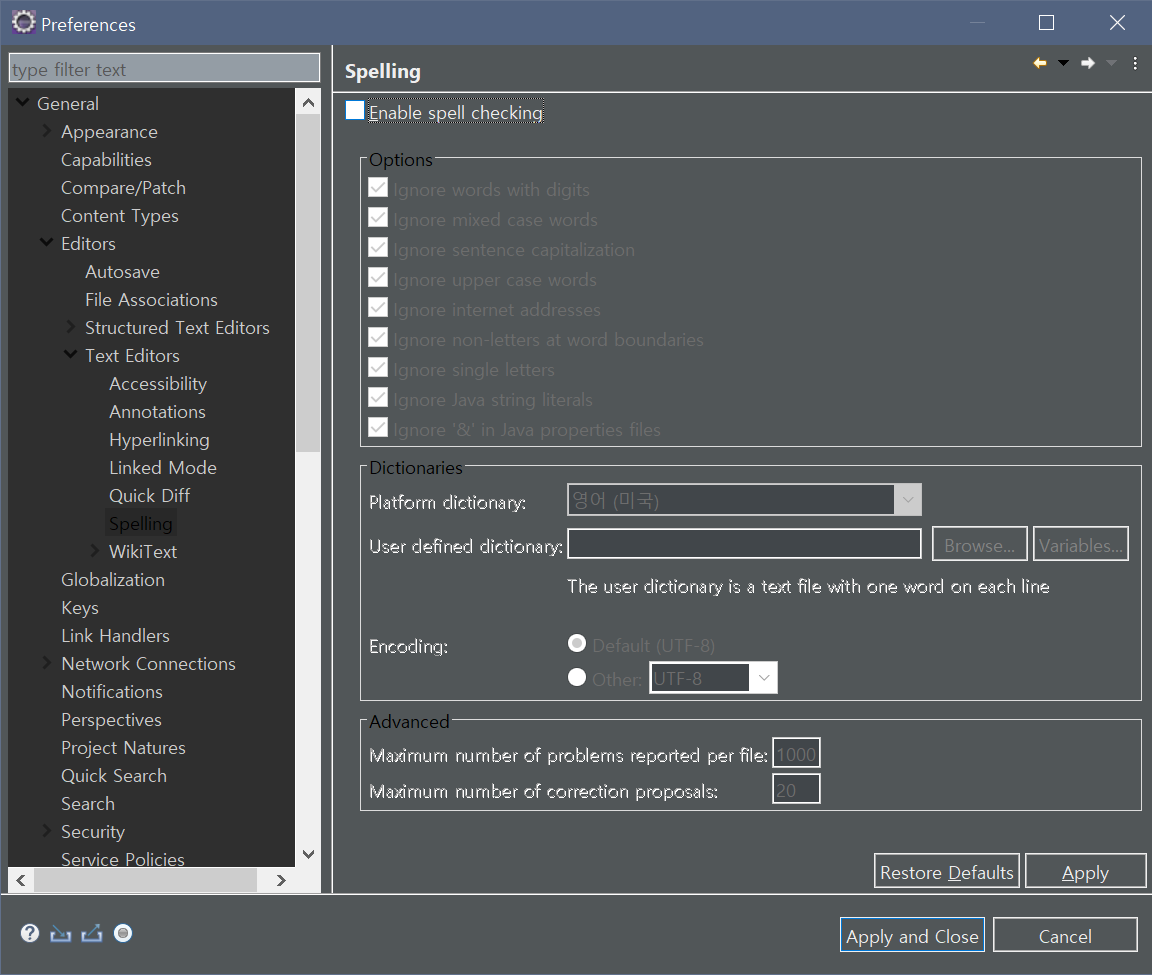 Preferences
type filter text
General
Appearance
Capabilities
Compare/Patch
Content Types
Editors
Autosave
File Associations
Structured Text Editors
Text Editors
Accessibility
Annotations
Hyperlinking
Linked Mode
Quick Diff
Spelling
WikiText
Globalization
Keys
Link Handlers
Network Connections
Notifications
Perspectives
Project Natures
Quick Search
Search
Security
Service Policies
Spelling
Enable spell checking
Options
Ignore words with digits
Ignore mixed case words
Ignore sentence capitalization
Ignore upper case words
Ignore internet addresses
Ignore non-letters at word boundaries
Ignore single letters
Ignore Java string literals
Ignore '&' in Java properties files
Dictionaries
Platform dictionary: 영어 (미국)
User defined dictionary: Browse... Variables...
The user dictionary is a text file with one word on each line
Encoding: Default (UTF-8)
Other: UTF-8
Advanced
Maximum number of problems reported per file: 1000
Maximum number of correction proposals: 20
Restore Defaults Apply
Apply and Close Cancel